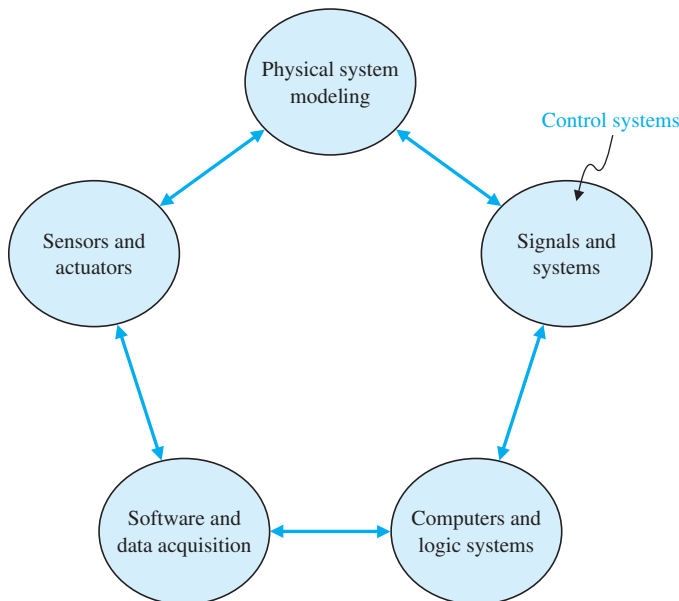 Physical system
modeling
Control systems
Sensors and
actuators
Signals and
systems
Software and
data acquisition
Computers and
logic systems